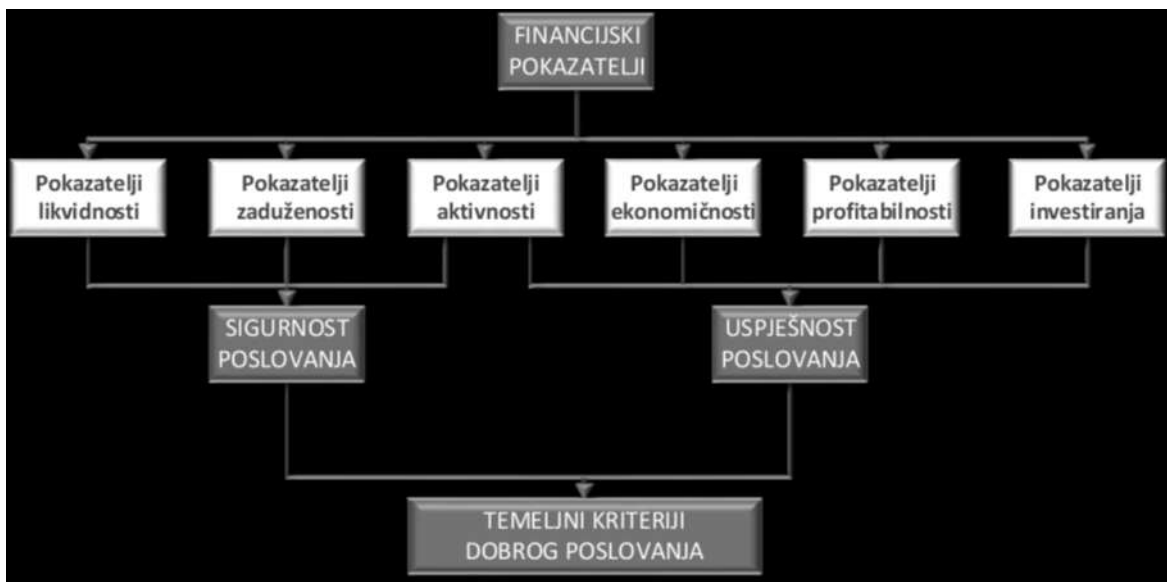 FINANCIJSKI
POKAZATELJI
Pokazatelji
likvidnosti
Pokazatelji
zaduženosti
Pokazatelji
aktivnosti
Pokazatelji
ekonomičnosti
Pokazatelji
profitabilnosti
Pokazatelji
investiranja
SIGURNOST
POSLOVANJA
USPJEŠNOST
POSLOVANJA
TEMELJNI KRITERIJI
DOBROG POSLOVANJA